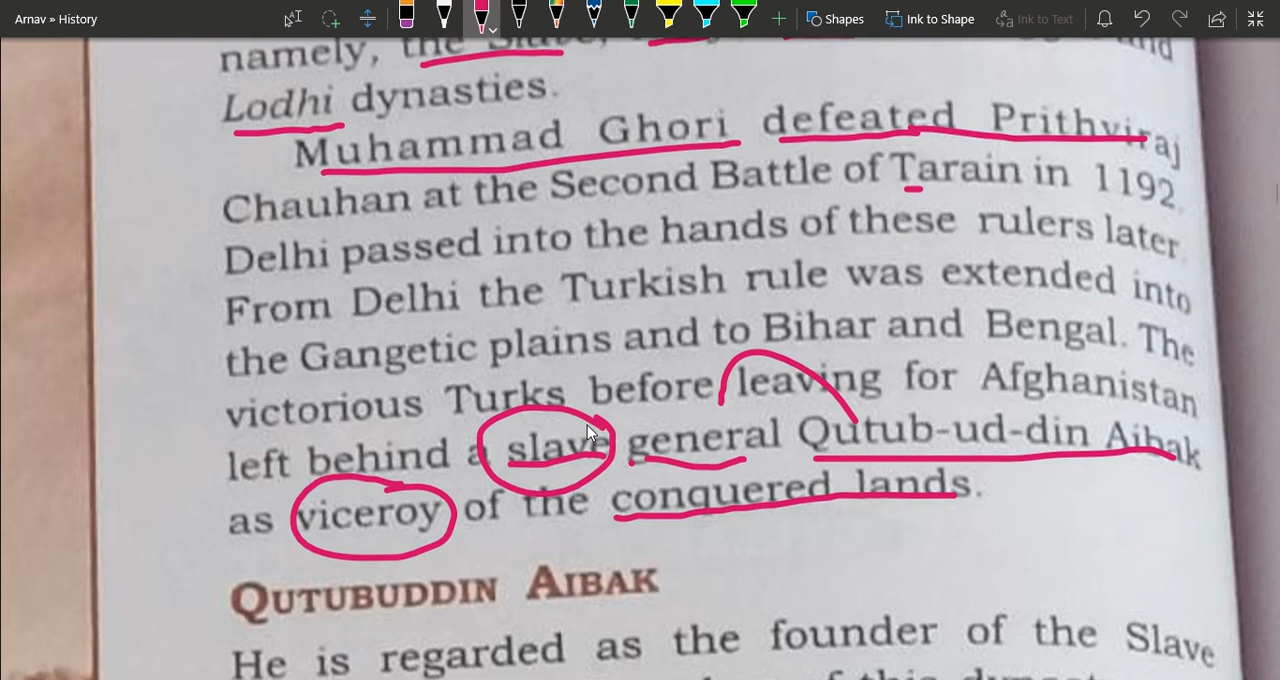 Arnav » History
Shapes
Ink to Shape
Ink to Text
namely, the Slave,
and
Lodhi dynasties.
Muhammad Ghori defeated Prithviraj
Chauhan at the Second Battle of Tarain in 1192.
Delhi passed into the hands of these rulers later.
From Delhi the Turkish rule was extended into
the Gangetic plains and to Bihar and Bengal. The
victorious Turks before leaving for Afghanistan
left behind a slave general Qutub-ud-din Aibak
as viceroy of the conquered lands.
QUTUBUDDIN AIBAK
He is regarded as the founder of the Slave